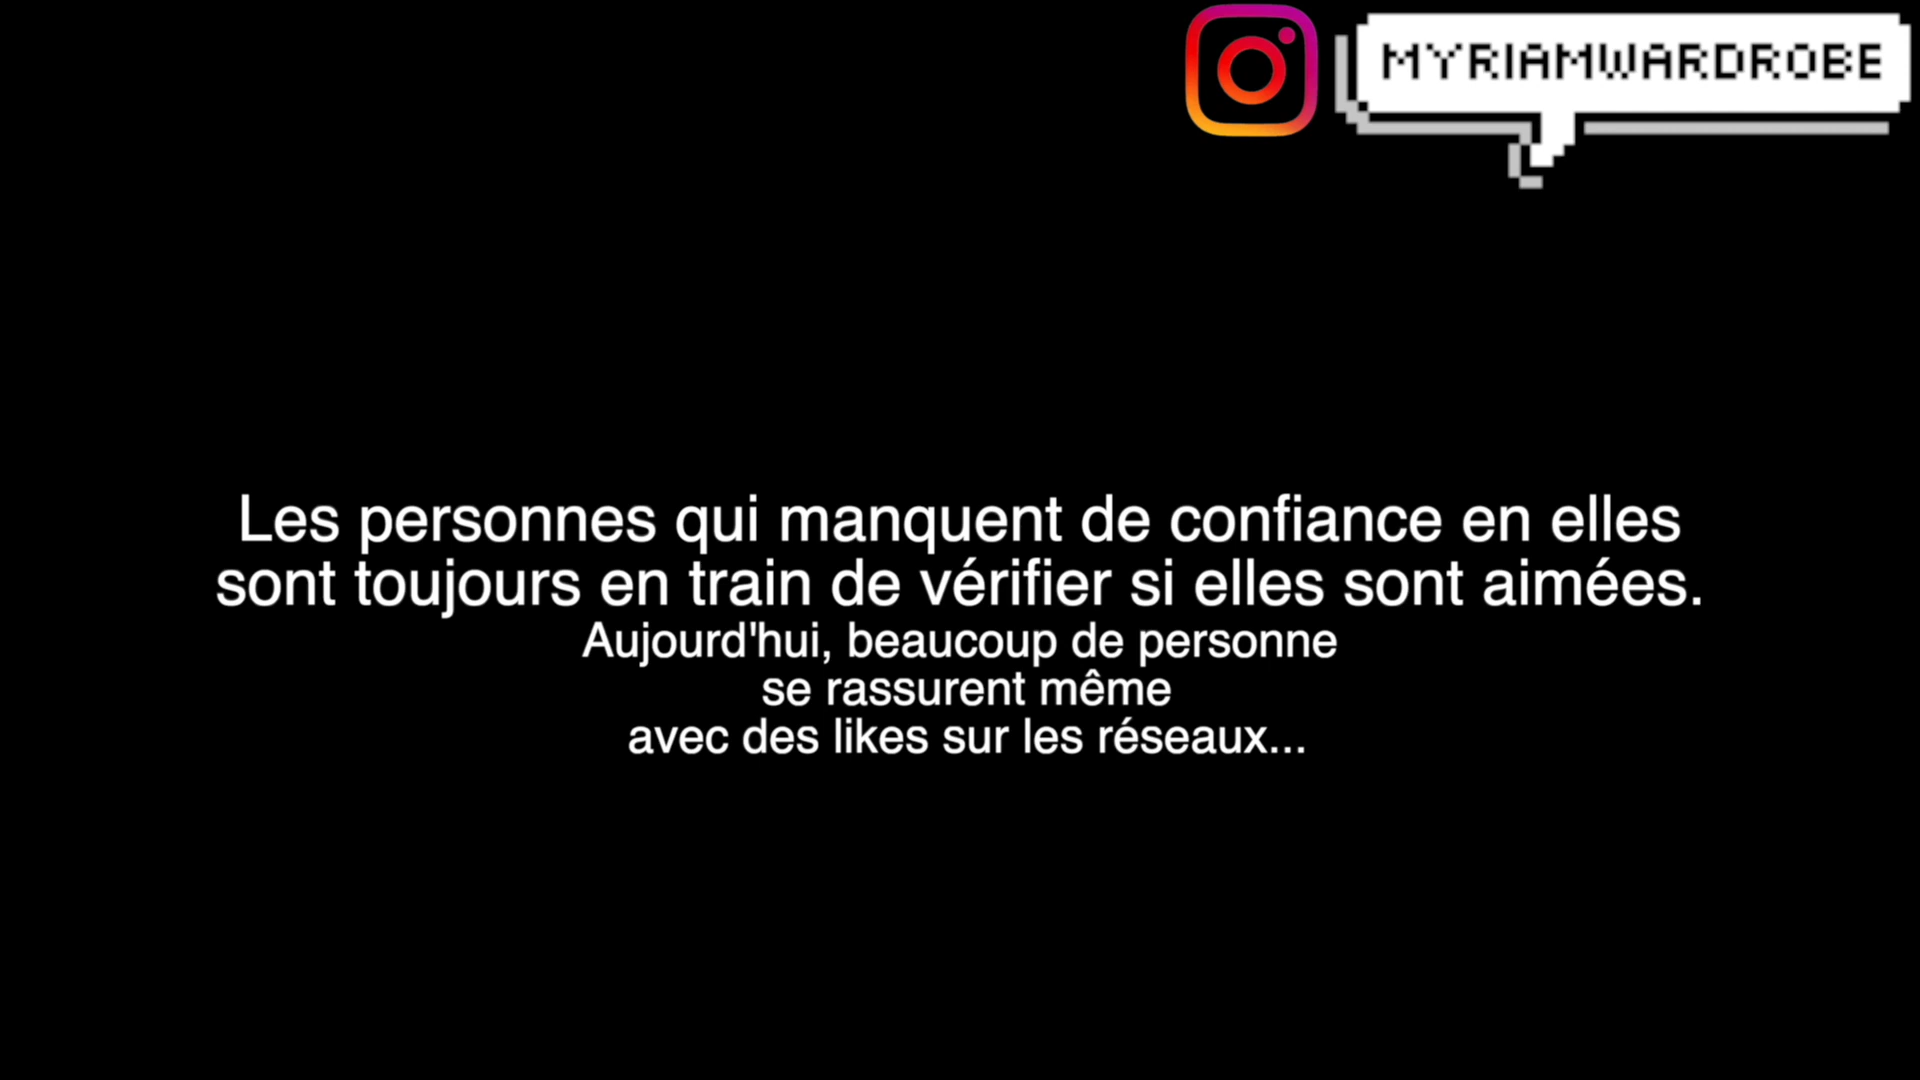 MYRIAMWARDROBE
Les personnes qui manquent de confiance en elles
sont toujours en train de vérifier si elles sont aimées.
Aujourd'hui, beaucoup de personne
se rassurent même
avec des likes sur les réseaux...